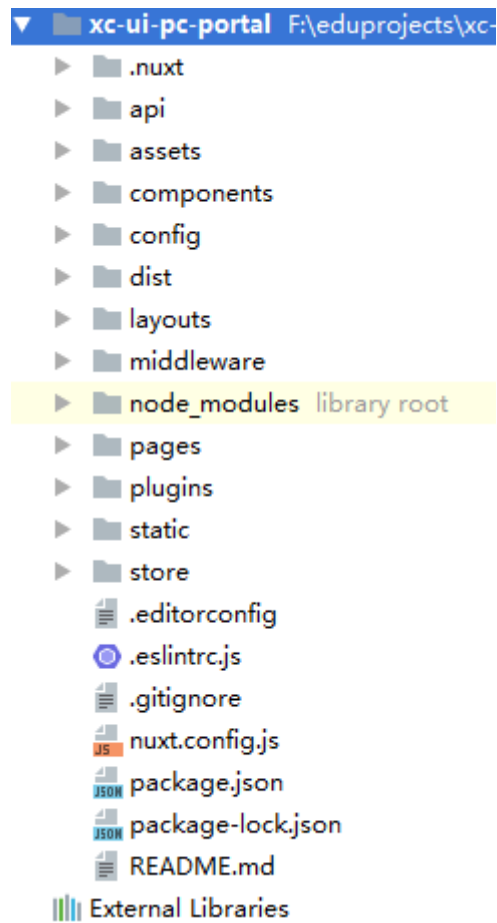 xc-ui-pc-portal F:\eduprojects\xc-
.nuxt
api
assets
components
config
dist
layouts
middleware
node_modules library root
pages
plugins
static
store
.editorconfig
.eslintrc.js
.gitignore
JS nuxt.config.js
JSON package.json
JSON package-lock.json
README.md
External Libraries